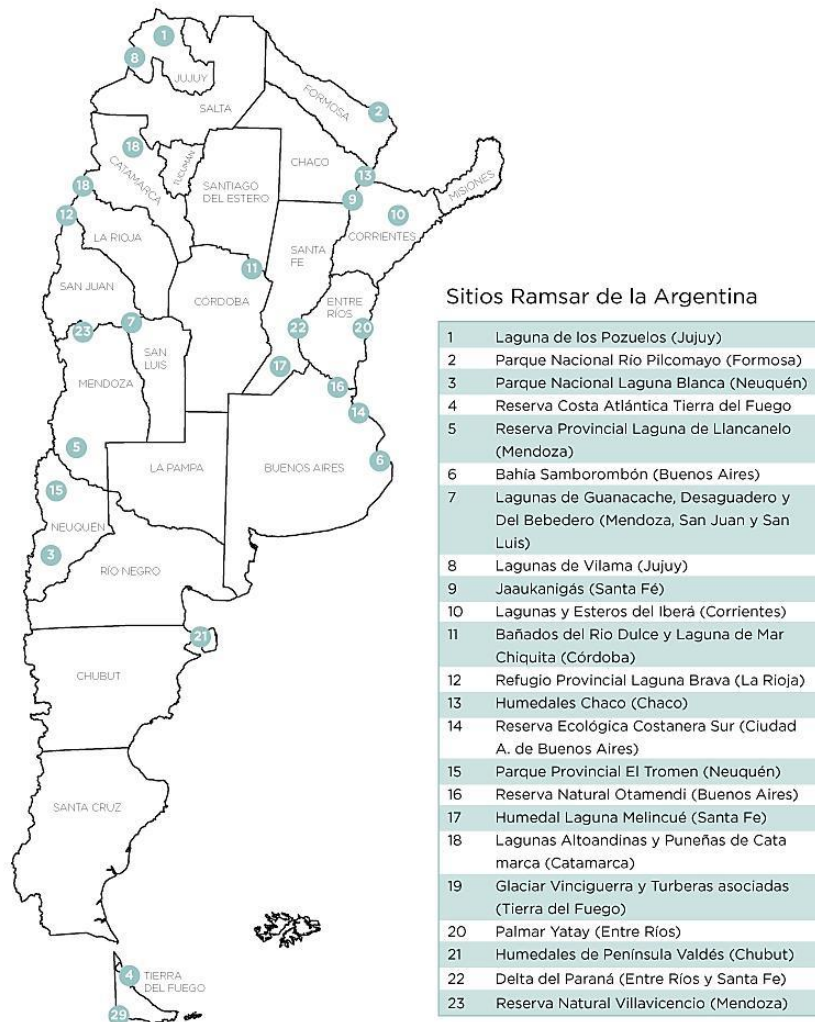 1
8
JUJUY
SALTA
FORMOSA
2
18
CATAMARCA
TUCUMÁN
SANTIAGO
DEL ESTERO
CHACO
13
MISIONES
18
9
10
12
CORRIENTES
LA RIOJA
SANTA
FE
11
SAN JUAN
CÓRDOBA
ENTRE
RÍOS
7
23
22
20
SAN
LUIS
17
MENDOZA
16
14
5
LA PAMPA
BUENOS AIRES
6
15
NEUQUEN
3
RÍO NEGRO
21
CHUBUT
SANTA CRUZ
4
TIERRA
DEL FUEGO
29
Sitios Ramsar de la Argentina
1 Laguna de los Pozuelos (Jujuy)
2 Parque Nacional Río Pilcomayo (Formosa)
3 Parque Nacional Laguna Blanca (Neuquén)
4 Reserva Costa Atlántica Tierra del Fuego
5 Reserva Provincial Laguna de Llancanelo
(Mendoza)
6 Bahía Samborombón (Buenos Aires)
7 Lagunas de Guanacache, Desaguadero y
Del Bebedero (Mendoza, San Juan y San
Luis)
8 Lagunas de Vilama (Jujuy)
9 Jaaukanigás (Santa Fé)
10 Lagunas y Esteros del Iberá (Corrientes)
11 Bañados del Río Dulce y Laguna de Mar
Chiquita (Córdoba)
12 Refugio Provincial Laguna Brava (La Rioja)
13 Humedales Chaco (Chaco)
14 Reserva Ecológica Costanera Sur (Ciudad
A. de Buenos Aires)
15 Parque Provincial El Tromen (Neuquén)
16 Reserva Natural Otamendi (Buenos Aires)
17 Humedal Laguna Melincué (Santa Fe)
18 Lagunas Altoandinas y Puneñas de Cata
marca (Catamarca)
19 Glaciar Vinciguerra y Turberas asociadas
(Tierra del Fuego)
20 Palmar Yatay (Entre Ríos)
21 Humedales de Península Valdés (Chubut)
22 Delta del Paraná (Entre Ríos y Santa Fe)
23 Reserva Natural Villavicencio (Mendoza)